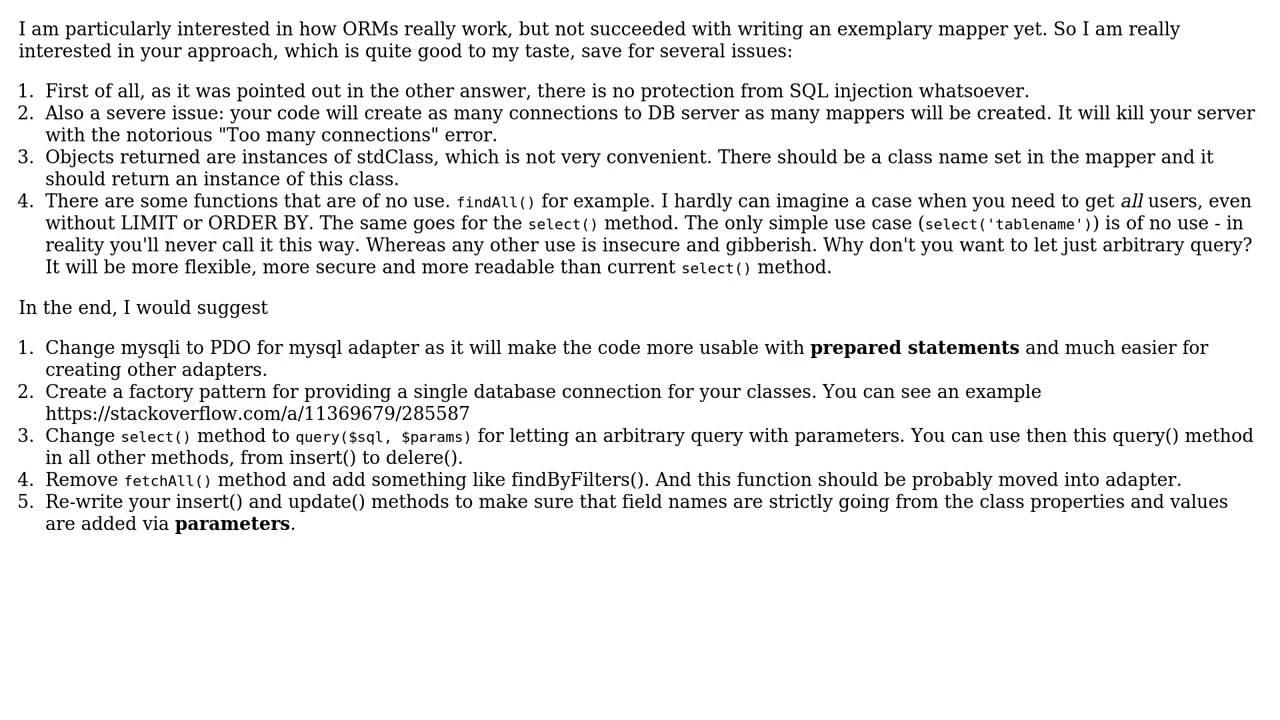 I am particularly interested in how ORMs really work, but not succeeded with writing an exemplary mapper yet. So I am really
interested in your approach, which is quite good to my taste, save for several issues:
1. First of all, as it was pointed out in the other answer, there is no protection from SQL injection whatsoever.
2. Also a severe issue: your code will create as many connections to DB server as many mappers will be created. It will kill your server
with the notorious "Too many connections" error.
3. Objects returned are instances of stdClass, which is not very convenient. There should be a class name set in the mapper and it
should return an instance of this class.
4. There are some functions that are of no use. findAll() for example. I hardly can imagine a case when you need to get all users, even
without LIMIT or ORDER BY. The same goes for the select() method. The only simple use case (select('tablename')) is of no use - in
reality you'll never call it this way. Whereas any other use is insecure and gibberish. Why don't you want to let just arbitrary query?
It will be more flexible, more secure and more readable than current select() method.
In the end, I would suggest
1. Change mysqli to PDO for mysql adapter as it will make the code more usable with prepared statements and much easier for
creating other adapters.
2. Create a factory pattern for providing a single database connection for your classes. You can see an example
https://stackoverflow.com/a/11369679/285587
3. Change select() method to query($sql, $params) for letting an arbitrary query with parameters. You can use then this query() method
in all other methods, from insert() to delere().
4. Remove fetchAll() method and add something like findByFilters(). And this function should be probably moved into adapter.
5. Re-write your insert() and update() methods to make sure that field names are strictly going from the class properties and values
are added via parameters.